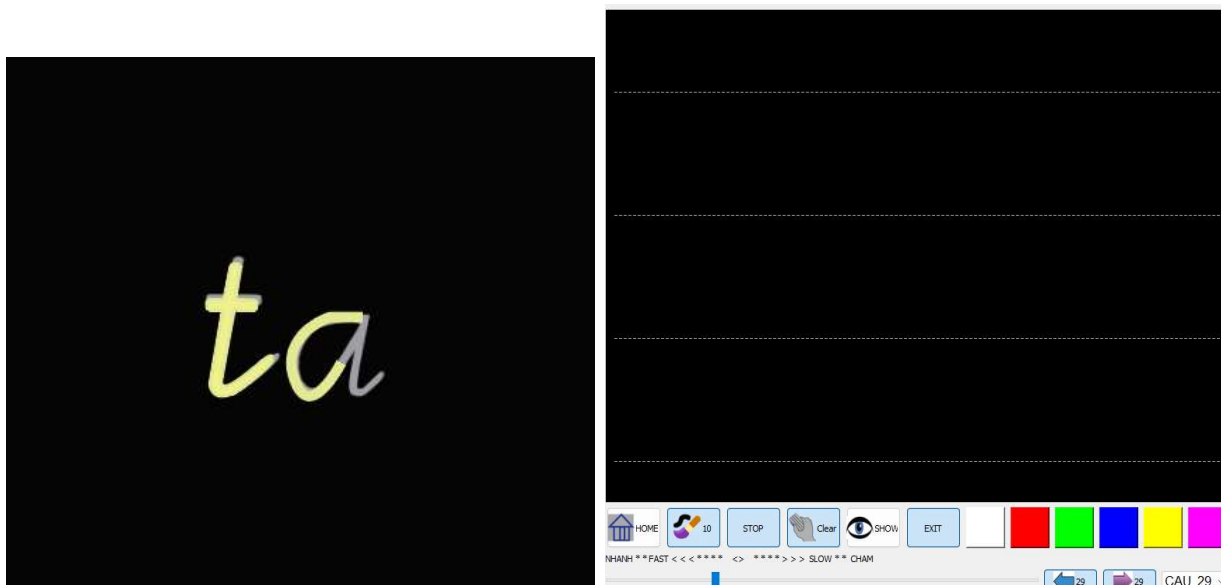 ta
HOME
10
STOP
Clear
SHOW
EXIT
NHANH * * FAST < < < * * * * <> * * * * > > > SLOW * * CHAM
29
29
CAU 29